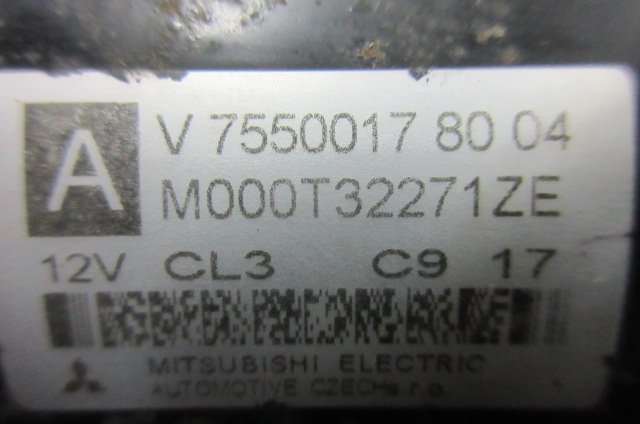 A
V 7550017 80 04
M000T32271ZE
12V CL3 C9 17
MITSUBISHI ELECTRIC
AUTOMOTIVE CZECH s.r.o.